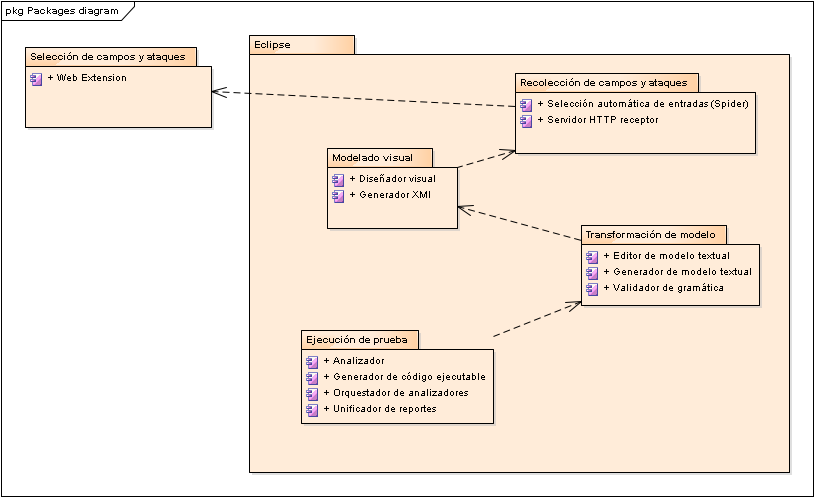 pkg Packages diagram
Selección de campos y ataques
+ Web Extension
Eclipse
Recolección de campos y ataques
+ Selección automática de entradas (Spider)
+ Servidor HTTP receptor
Modelado visual
+ Diseñador visual
+ Generador XMI
Transformación de modelo
+ Editor de modelo textual
+ Generador de modelo textual
+ Validador de gramática
Ejecución de prueba
+ Analizador
+ Generador de código ejecutable
+ Orquestador de analizadores
+ Unificador de reportes